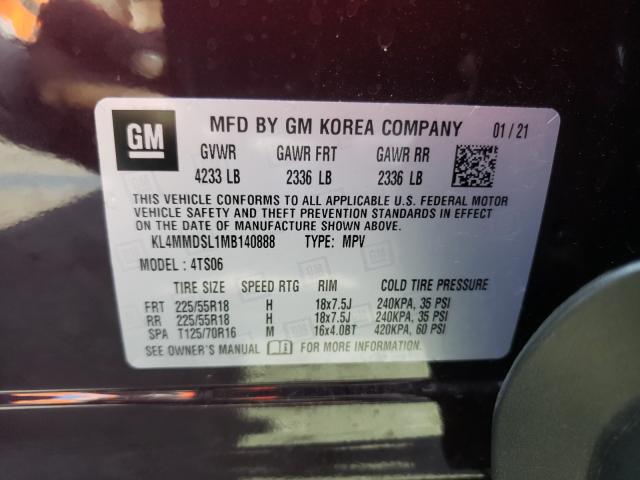 GM MFD BY GM KOREA COMPANY 01/21
GVWR GAWR FRT GAWR RR
4233 LB 2336 LB 2336 LB
THIS VEHICLE CONFORMS TO ALL APPLICABLE U.S. FEDERAL MOTOR
VEHICLE SAFETY AND THEFT PREVENTION STANDARDS IN EFFECT
ON THE DATE OF MANUFACTURE SHOWN ABOVE.
KL4MMDSL1MB140888 TYPE: MPV
MODEL: 4TS06
TIRE SIZE SPEED RTG RIM COLD TIRE PRESSURE
FRT 225/55R18 H 18x7.5J 240KPA, 35 PSI
RR 225/55R18 H 18x7.5J 240KPA, 35 PSI
SPA T125/70R16 M 16x4.0BT 420KPA, 60 PSI
SEE OWNER'S MANUAL FOR MORE INFORMATION.